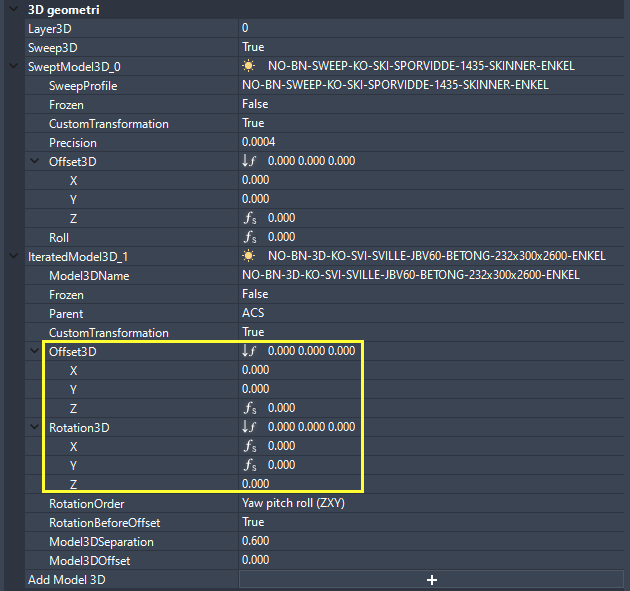 3D geometri
Layer3D 0
Sweep3D True
SweptModel3D_0 NO-BN-SWEEP-KO-SKI-SPORVIDDE-1435-SKINNER-ENKEL
SweepProfile NO-BN-SWEEP-KO-SKI-SPORVIDDE-1435-SKINNER-ENKEL
Frozen False
CustomTransformation True
Precision 0.0004
Offset3D ↓f 0.000 0.000 0.000
X 0.000
Y 0.000
Z fs 0.000
Roll fs 0.000
IteratedModel3D_1 NO-BN-3D-KO-SVI-SVILLE-JBV60-BETONG-232x300x2600-ENKEL
Model3DName NO-BN-3D-KO-SVI-SVILLE-JBV60-BETONG-232x300x2600-ENKEL
Frozen False
Parent ACS
CustomTransformation True
Offset3D ↓f 0.000 0.000 0.000
X 0.000
Y 0.000
Z fs 0.000
Rotation3D ↓f 0.000 0.000 0.000
X fs 0.000
Y fs 0.000
Z 0.000
RotationOrder Yaw pitch roll (ZXY)
RotationBeforeOffset True
Model3DSeparation 0.600
Model3DOffset 0.000
Add Model 3D +